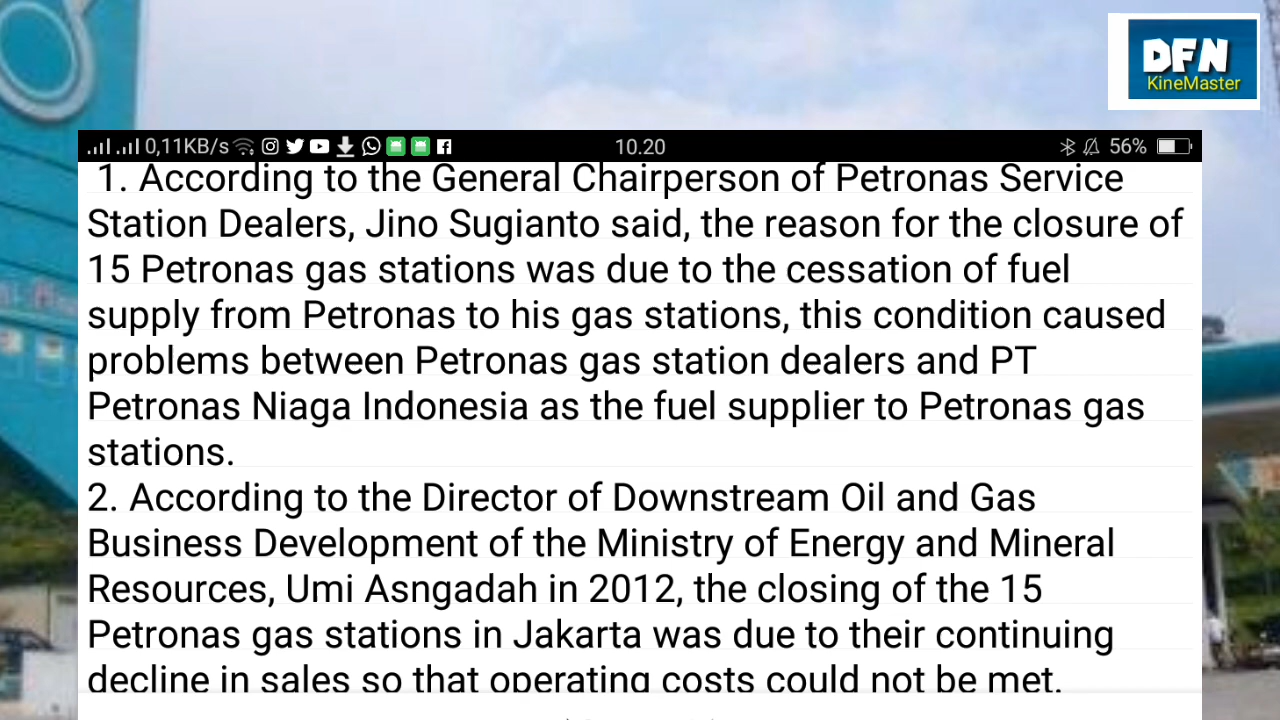 DFN
KineMaster
0,11KB/s
10.20
56%
1. According to the General Chairperson of Petronas Service
Station Dealers, Jino Sugianto said, the reason for the closure of
15 Petronas gas stations was due to the cessation of fuel
supply from Petronas to his gas stations, this condition caused
problems between Petronas gas station dealers and PT
Petronas Niaga Indonesia as the fuel supplier to Petronas gas
stations.
2. According to the Director of Downstream Oil and Gas
Business Development of the Ministry of Energy and Mineral
Resources, Umi Asngadah in 2012, the closing of the 15
Petronas gas stations in Jakarta was due to their continuing
decline in sales so that operating costs could not be met.